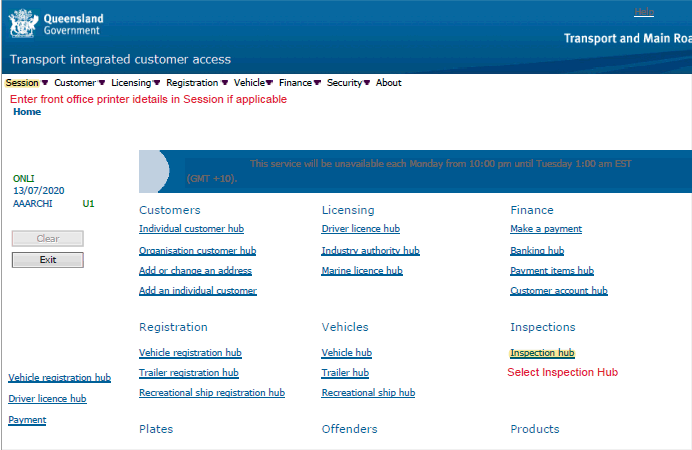 Queensland
Government
Help
Transport and Main Roa
Transport integrated customer access
Session Customer Licensing Registration Vehicle Finance Security About
Enter front office printer idetails in Session if applicable
Home
This service will be unavailable each Monday from 10:00 pm until Tuesday 1:00 am EST
(GMT +10).
ONLI
13/07/2020
AAARCHI U1
Clear
Exit
Customers
Individual customer hub
Organisation customer hub
Add or change an address
Add an individual customer
Licensing
Driver licence hub
Industry authority hub
Marine licence hub
Finance
Make a payment
Banking hub
Payment items hub
Customer account hub
Registration
Vehicle registration hub
Trailer registration hub
Recreational ship registration hub
Vehicles
Vehicle hub
Trailer hub
Recreational ship hub
Inspections
Inspection hub
Select Inspection Hub
Vehicle registration hub
Driver licence hub
Payment
Plates
Offenders
Products